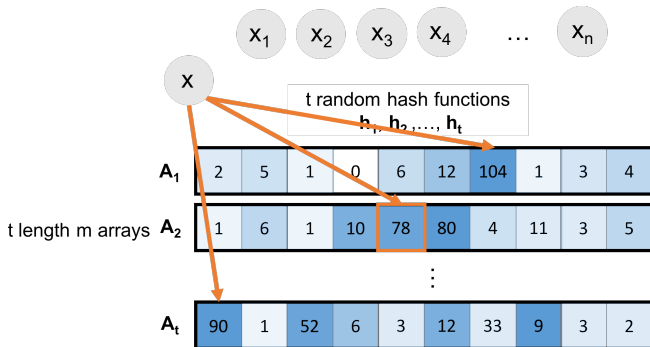 x₁ x₂ x₃ x₄ … xₙ
x
t random hash functions
h₁, h₂ ,…, hₜ
A₁ 2 5 1 0 6 12 104 1 3 4
t length m arrays A₂ 1 6 1 10 78 80 4 11 3 5
⋮
Aₜ 90 1 52 6 3 12 33 9 3 2